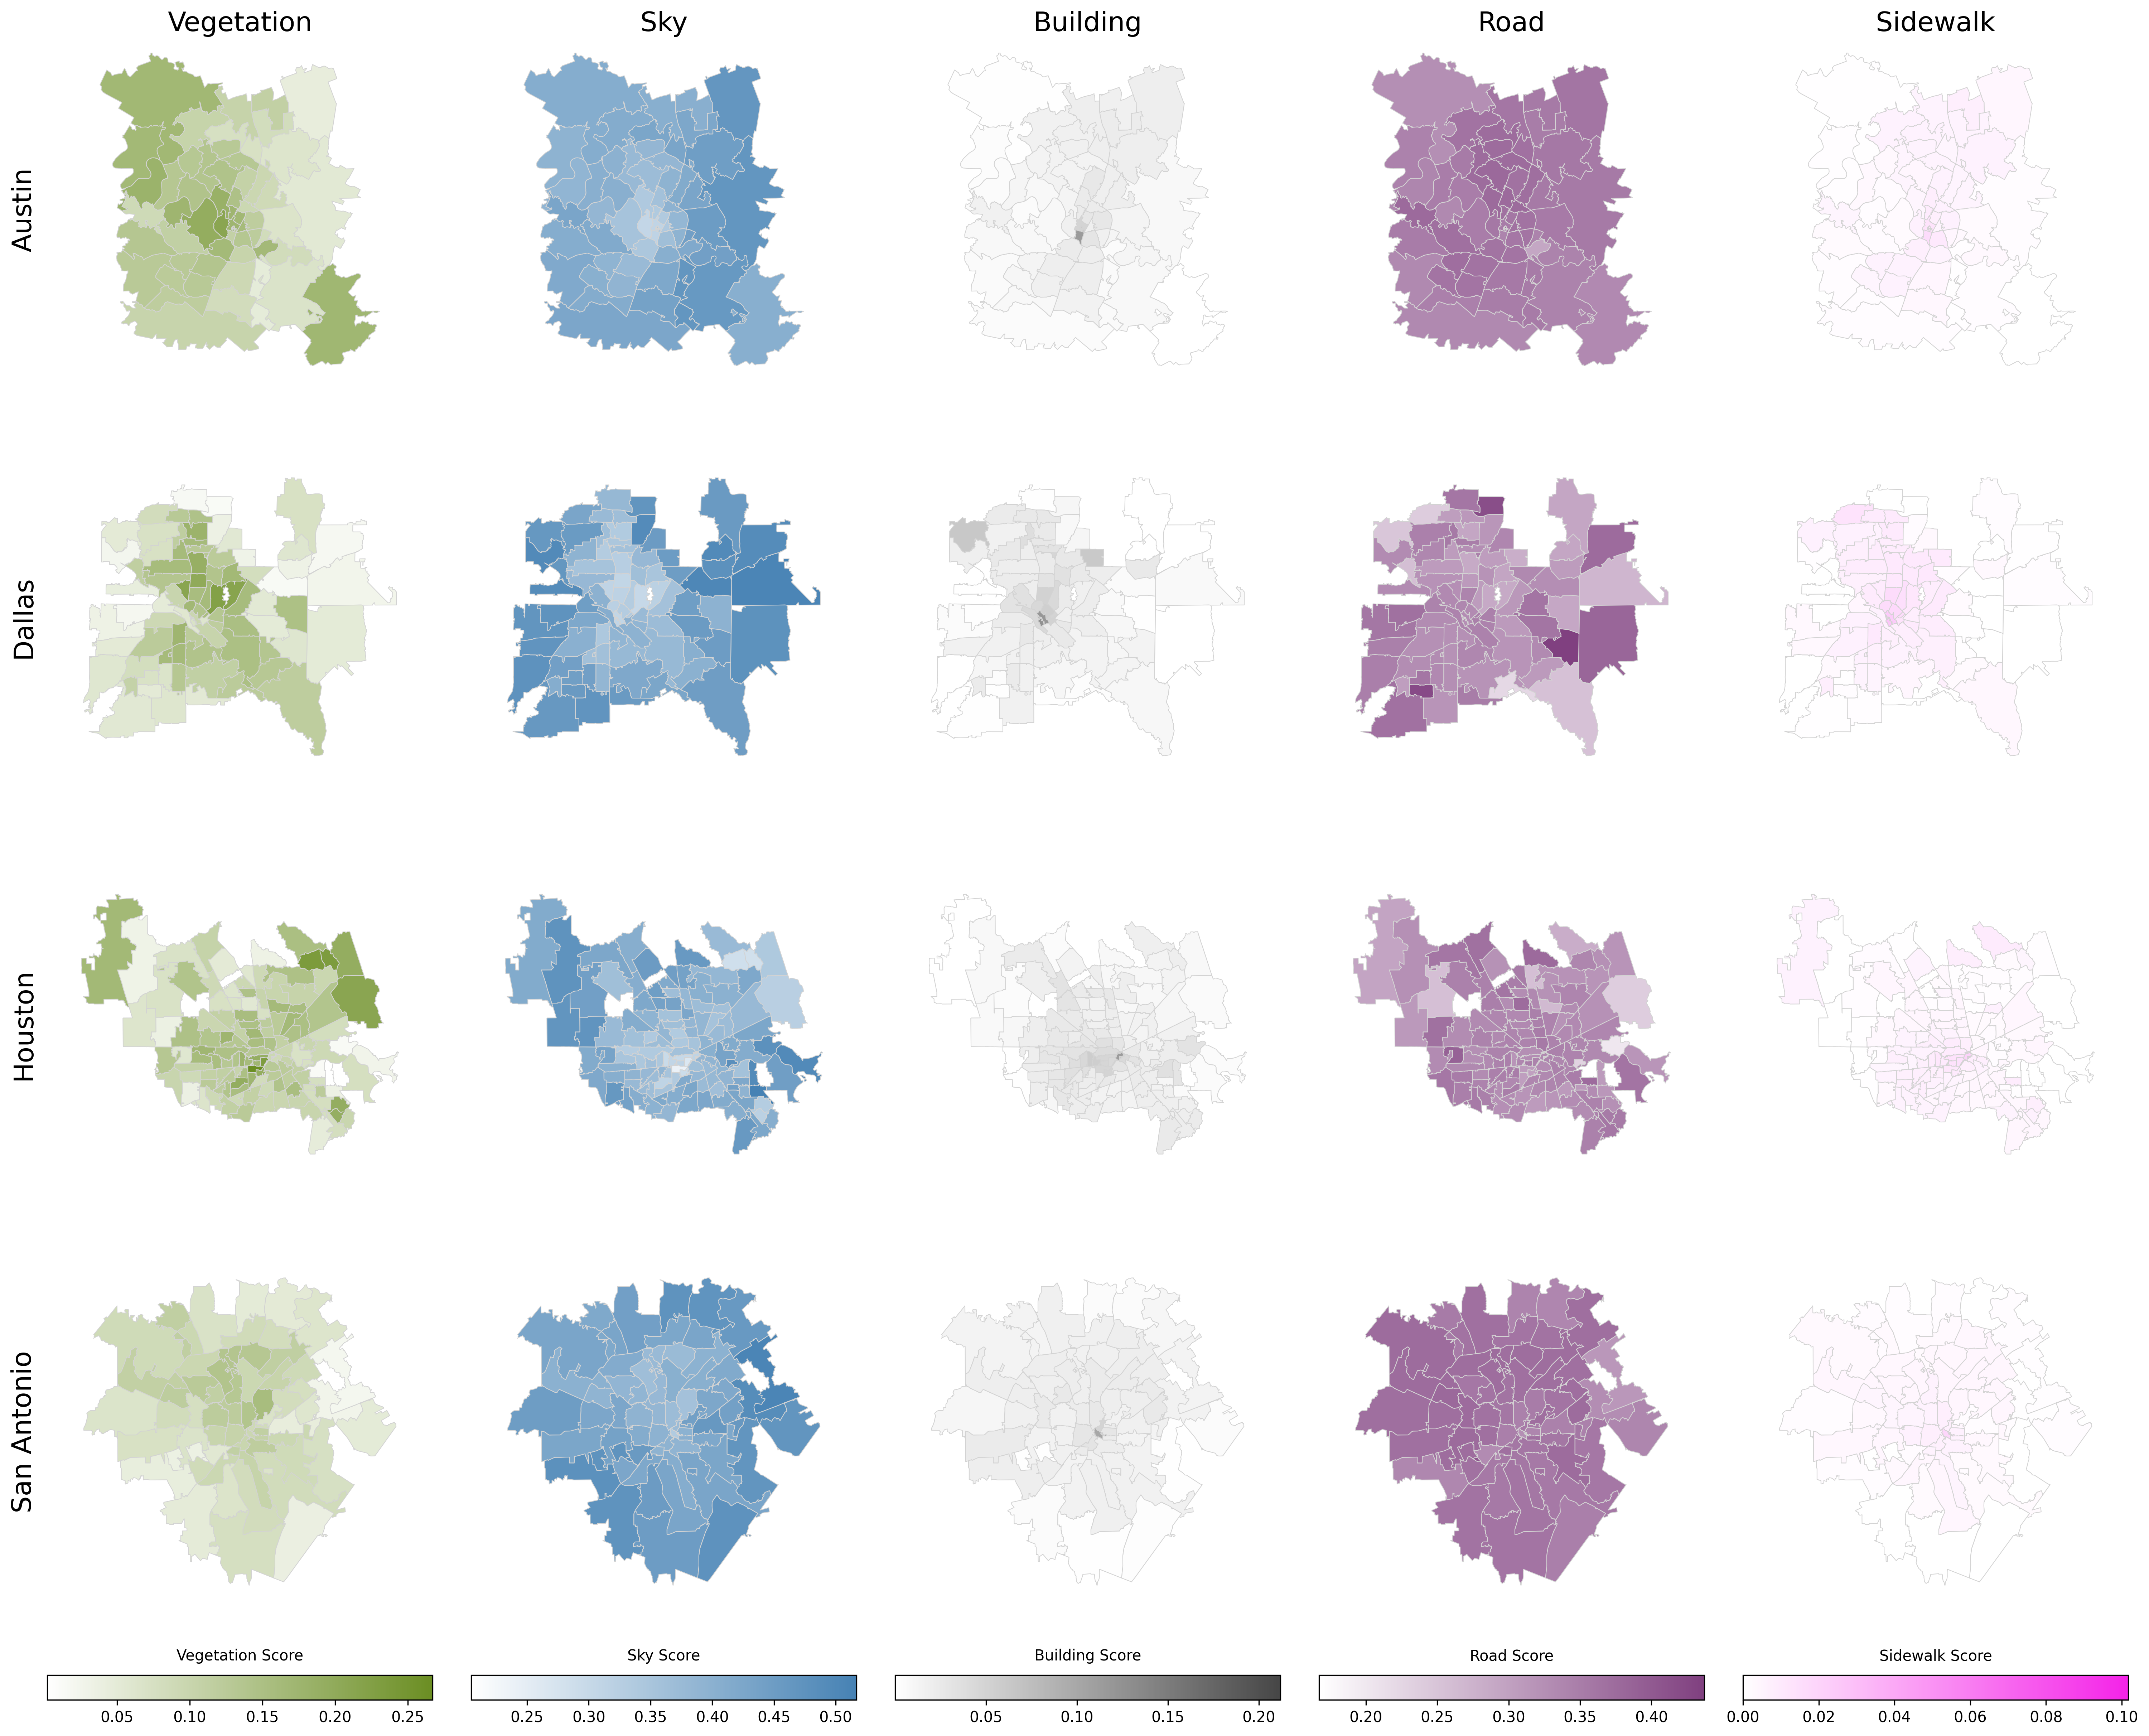 Vegetation Sky Building Road Sidewalk
Austin
Dallas
Houston
San Antonio
Vegetation Score Sky Score Building Score Road Score Sidewalk Score
0.05 0.10 0.15 0.20 0.25 0.25 0.30 0.35 0.40 0.45 0.50 0.05 0.10 0.15 0.20 0.20 0.25 0.30 0.35 0.40 0.00 0.02 0.04 0.06 0.08 0.10